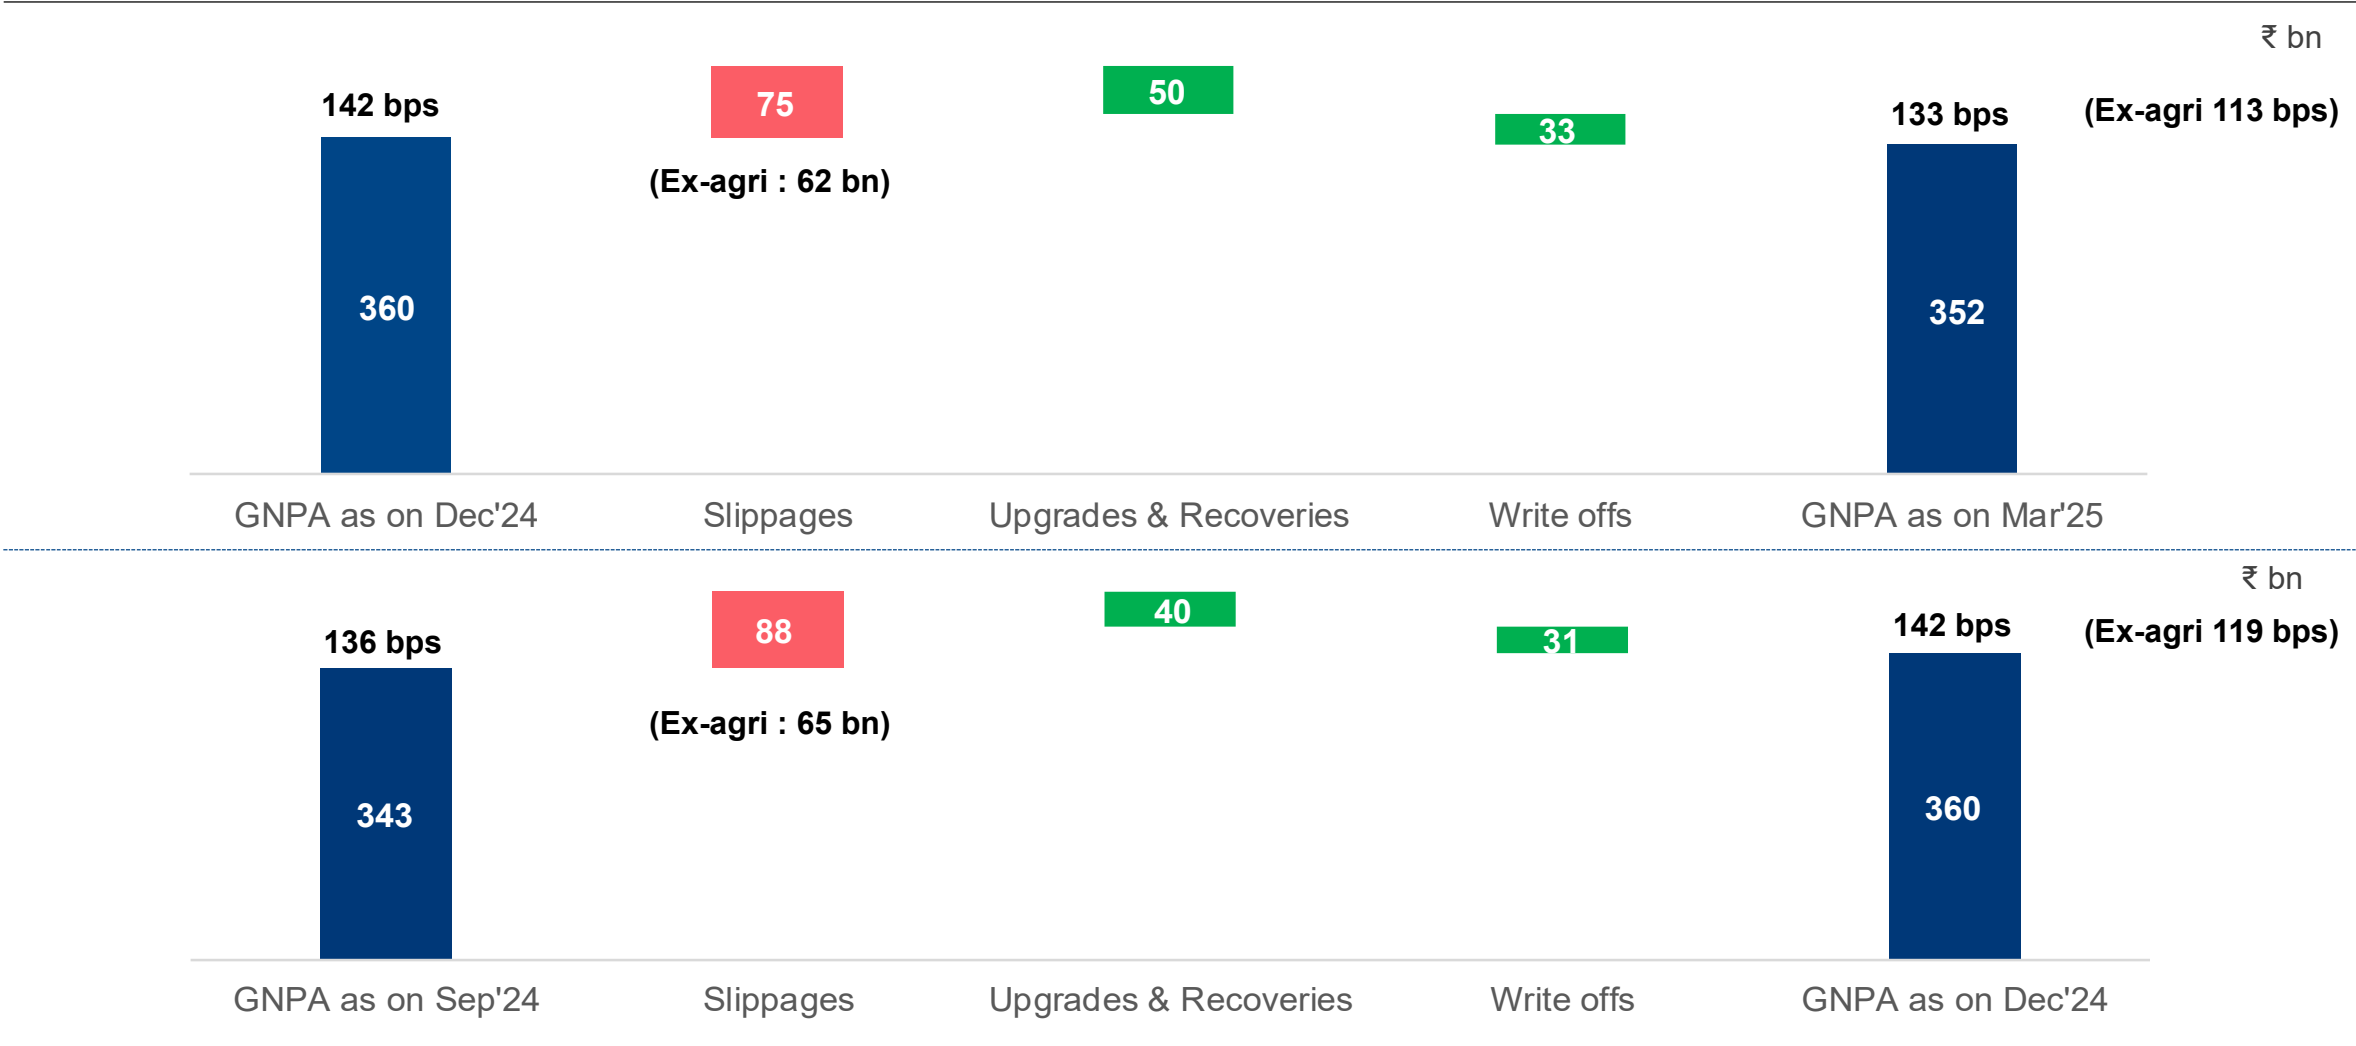 ₹ bn
142 bps
75
50
33
133 bps
(Ex-agri 113 bps)
(Ex-agri : 62 bn)
360
352
GNPA as on Dec'24
Slippages
Upgrades & Recoveries
Write offs
GNPA as on Mar'25
₹ bn
136 bps
88
40
31
142 bps
(Ex-agri 119 bps)
(Ex-agri : 65 bn)
343
360
GNPA as on Sep'24
Slippages
Upgrades & Recoveries
Write offs
GNPA as on Dec'24